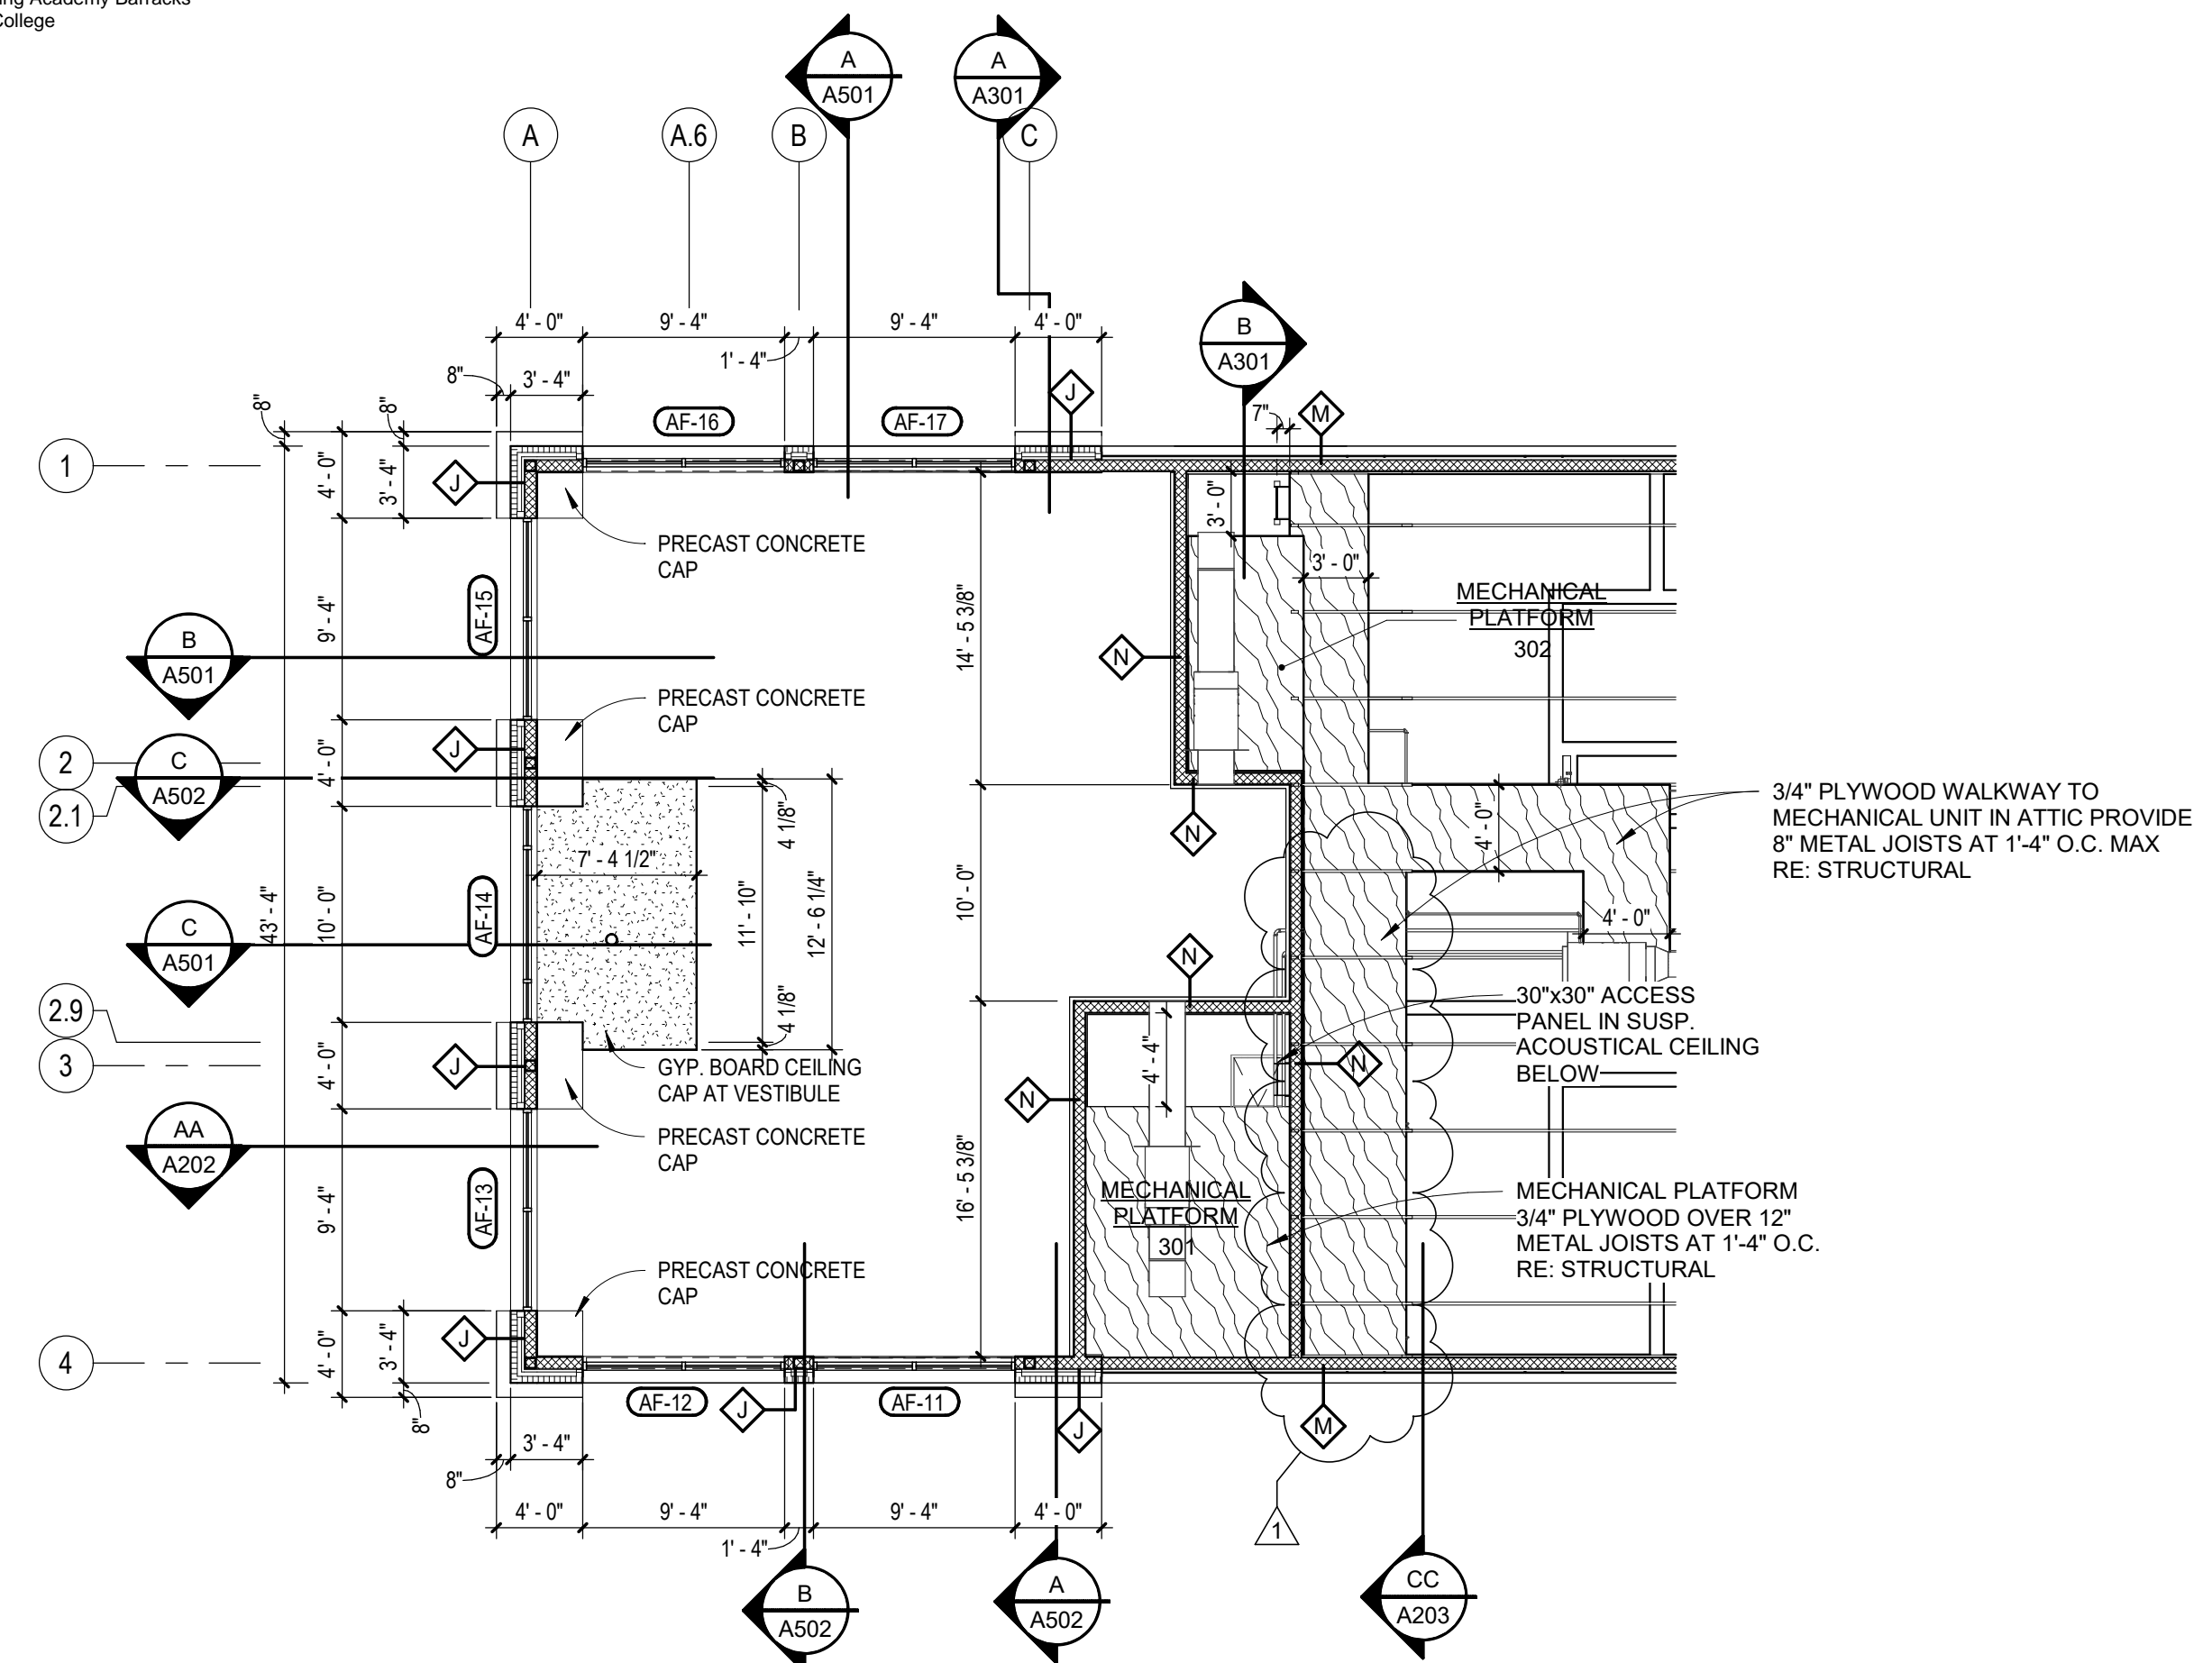 Academy Barracks
College
A
A501
A
A301
A
A.6
B
C
4' - 0"
9' - 4"
9' - 4"
4' - 0"
1' - 4"
B
A301
8"
3' - 4"
J
7"
M
8"
8"
AF-16
AF-17
1
4' - 0"
3' - 4"
J
3' - 0"
PRECAST CONCRETE
CAP
3' - 0"
MECHANICAL
PLATFORM
302
9' - 4"
AF-15
14' - 5 3/8"
B
A501
N
PRECAST CONCRETE
CAP
2
C
A502
2.1
4' - 0"
J
4 1/8"
N
4' - 0"
3/4" PLYWOOD WALKWAY TO
MECHANICAL UNIT IN ATTIC PROVIDE
8" METAL JOISTS AT 1'-4" O.C. MAX
RE: STRUCTURAL
7' - 4 1/2"
43' - 4"
10' - 0"
AF-14
11' - 10"
12' - 6 1/4"
10' - 0"
4' - 0"
C
A501
N
30"x30" ACCESS
PANEL IN SUSP.
ACOUSTICAL CEILING
BELOW
2.9
3
4' - 0"
J
4 1/8"
GYP. BOARD CEILING
CAP AT VESTIBULE
4' - 4"
N
N
AA
A202
PRECAST CONCRETE
CAP
9' - 4"
AF-13
16' - 5 3/8"
MECHANICAL
PLATFORM
301
MECHANICAL PLATFORM
3/4" PLYWOOD OVER 12"
METAL JOISTS AT 1'-4" O.C.
RE: STRUCTURAL
PRECAST CONCRETE
CAP
4
4' - 0"
3' - 4"
J
8"
AF-12
J
AF-11
J
M
3' - 4"
8"
4' - 0"
9' - 4"
9' - 4"
4' - 0"
1' - 4"
1
B
A502
A
A502
CC
A203